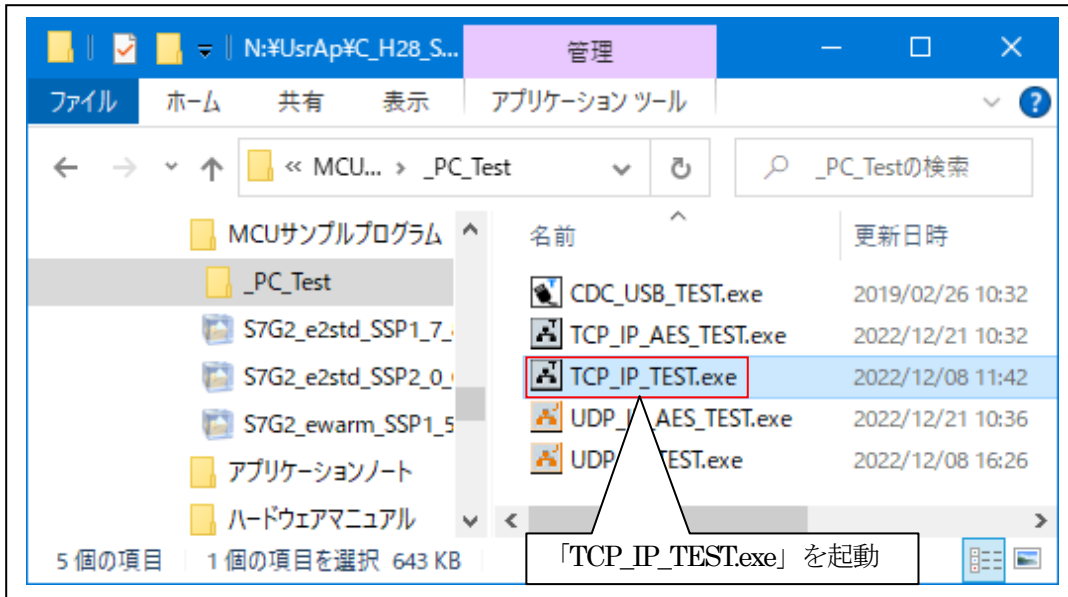 N:¥UsrAp¥C_H28_S...
管理
ファイル ホーム 共有 表示 アプリケーション ツール
« MCU... › _PC_Test
_PC_Testの検索
MCUサンプルプログラム
_PC_Test
S7G2_e2std_SSP1_7_
S7G2_e2std_SSP2_0_
S7G2_ewarm_SSP1_5
アプリケーションノート
ハードウェアマニュアル
名前 更新日時
CDC_USB_TEST.exe 2019/02/26 10:32
TCP_IP_AES_TEST.exe 2022/12/21 10:32
TCP_IP_TEST.exe 2022/12/08 11:42
UDP_I AES_TEST.exe 2022/12/21 10:36
UDP TEST.exe 2022/12/08 16:26
「TCP_IP_TEST.exe」を起動
5 個の項目 1 個の項目を選択 643 KB